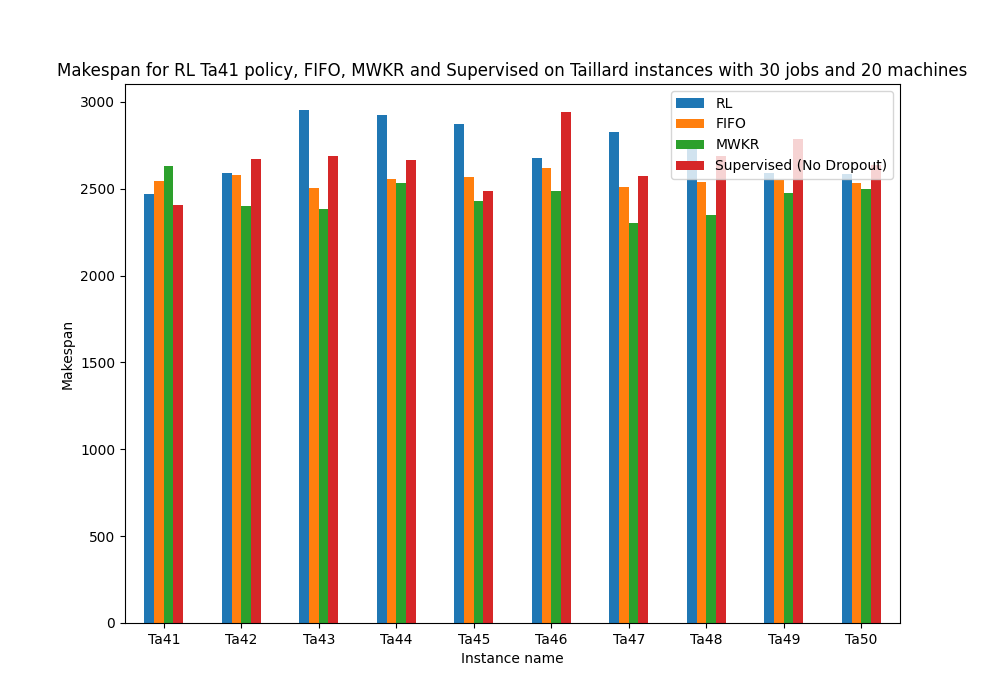 Makespan for RL Ta41 policy, FIFO, MWKR and Supervised on Taillard instances with 30 jobs and 20 machines
RL
FIFO
MWKR
Supervised (No Dropout)
3000
2500
2000
1500
1000
500
0
Makespan
Ta41 Ta42 Ta43 Ta44 Ta45 Ta46 Ta47 Ta48 Ta49 Ta50
Instance name